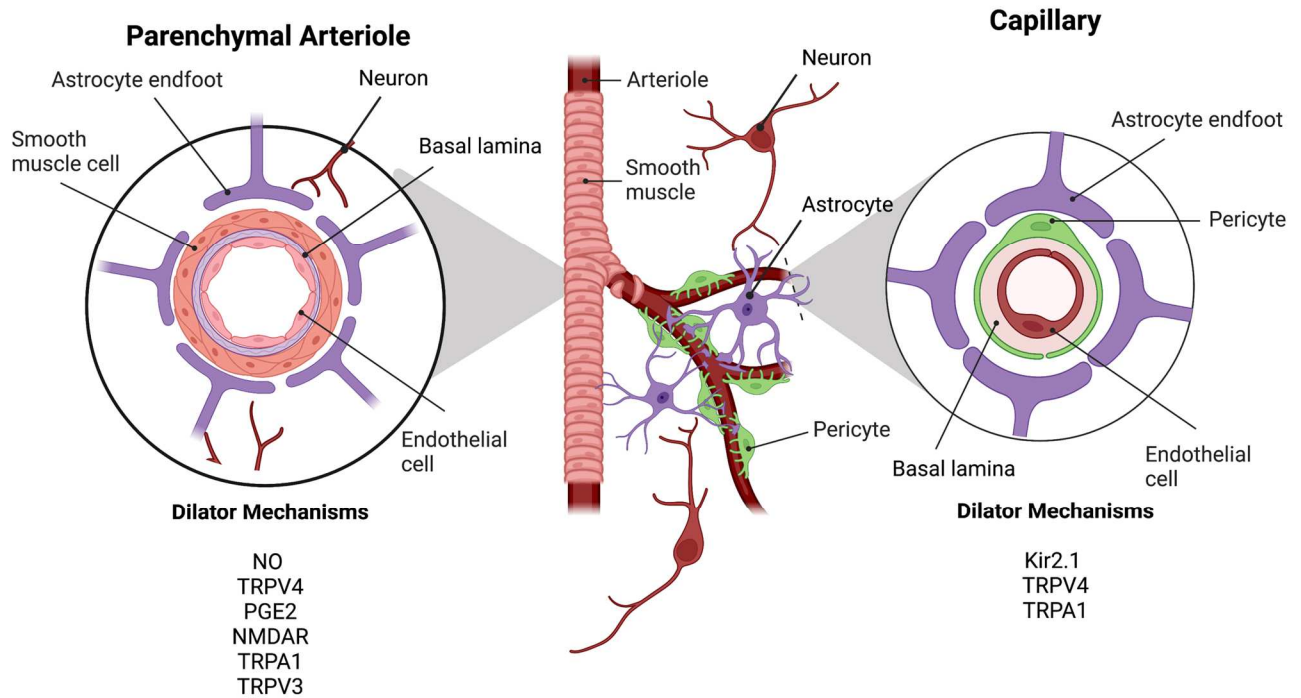 Parenchymal Arteriole
Astrocyte endfoot
Neuron
Smooth
muscle cell
Basal lamina
Endothelial
cell
Dilator Mechanisms
NO
TRPV4
PGE2
NMDAR
TRPA1
TRPV3
Arteriole
Neuron
Smooth
muscle
Astrocyte
Pericyte
Capillary
Astrocyte endfoot
Pericyte
Basal lamina
Endothelial
cell
Dilator Mechanisms
Kir2.1
TRPV4
TRPA1